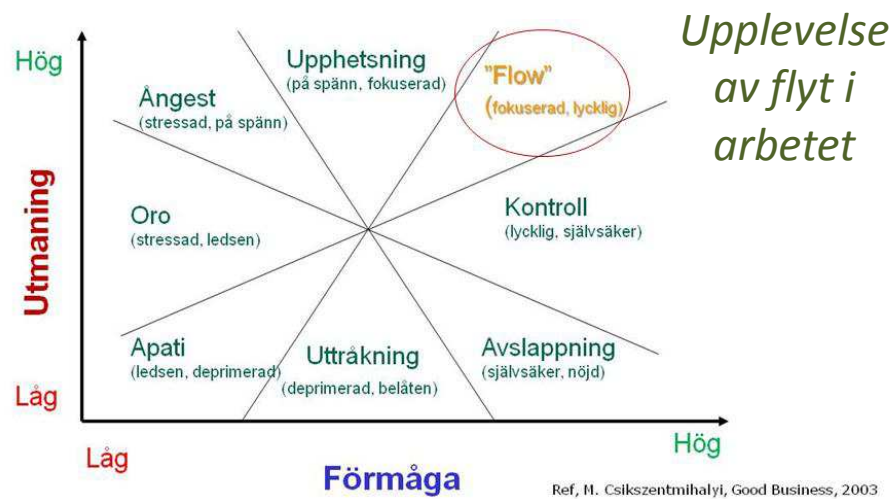 Upplevelse
av flyt i
arbetet
Hög
Upphetsning
(på spänn, fokuserad)
"Flow"
(fokuserad, lycklig)
Ångest
(stressad, på spänn)
Utmaning
Oro
(stressad, ledsen)
Kontroll
(lycklig, självsäker)
Apati
(ledsen, deprimerad)
Uttråkning
(deprimerad, belåten)
Avslappning
(självsäker, nöjd)
Låg
Låg
Förmåga
Hög
Ref, M. Csikszentmihalyi, Good Business, 2003